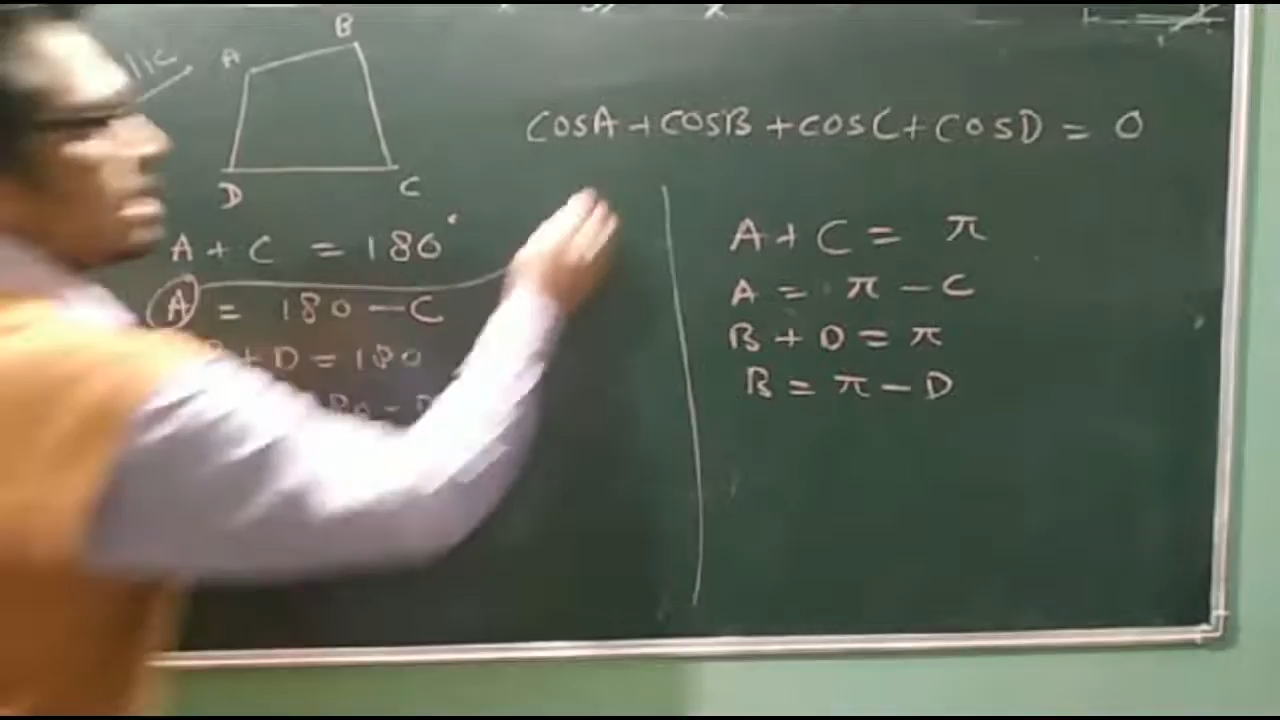 B
A
D
C
cosA + cosB + cosC + cosD = 0
A + C = 180°
A = 180 - C
+ D = 180
A + C = π
A = π - C
B + D = π
B = π - D